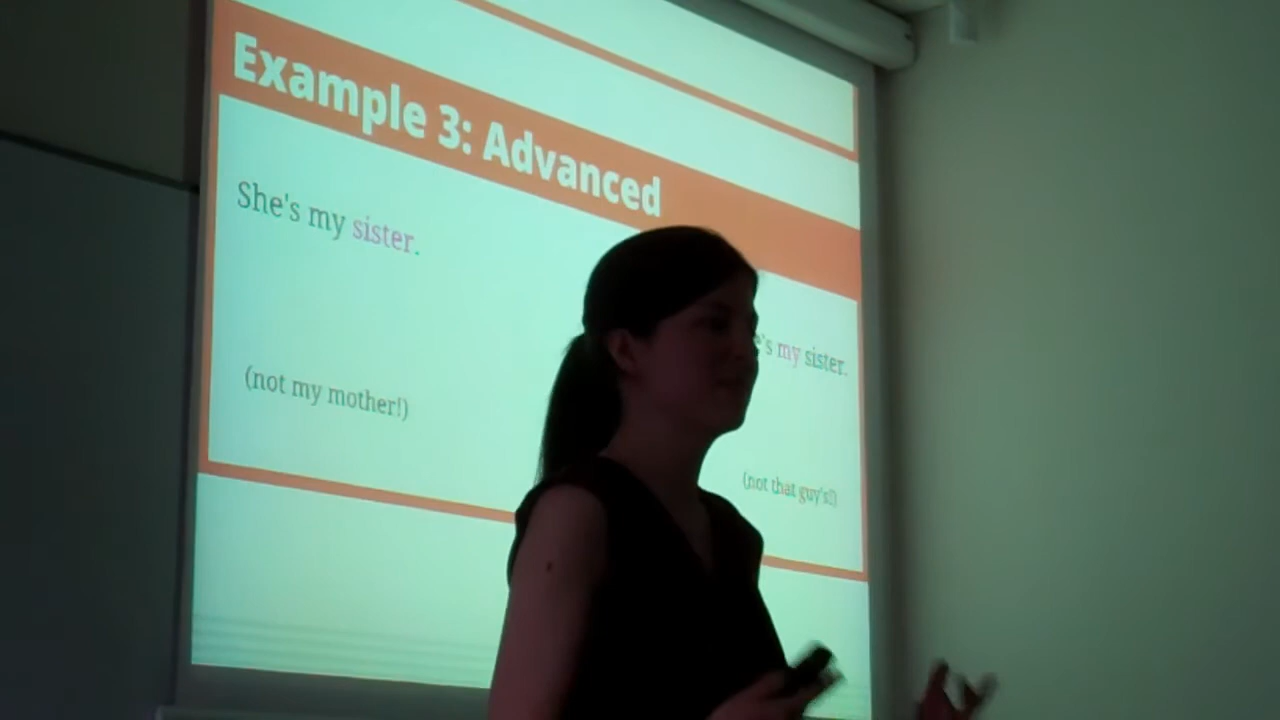 Example 3: Advanced
She's my sister.
's my sister.
(not my mother!)
(not that guy's!)